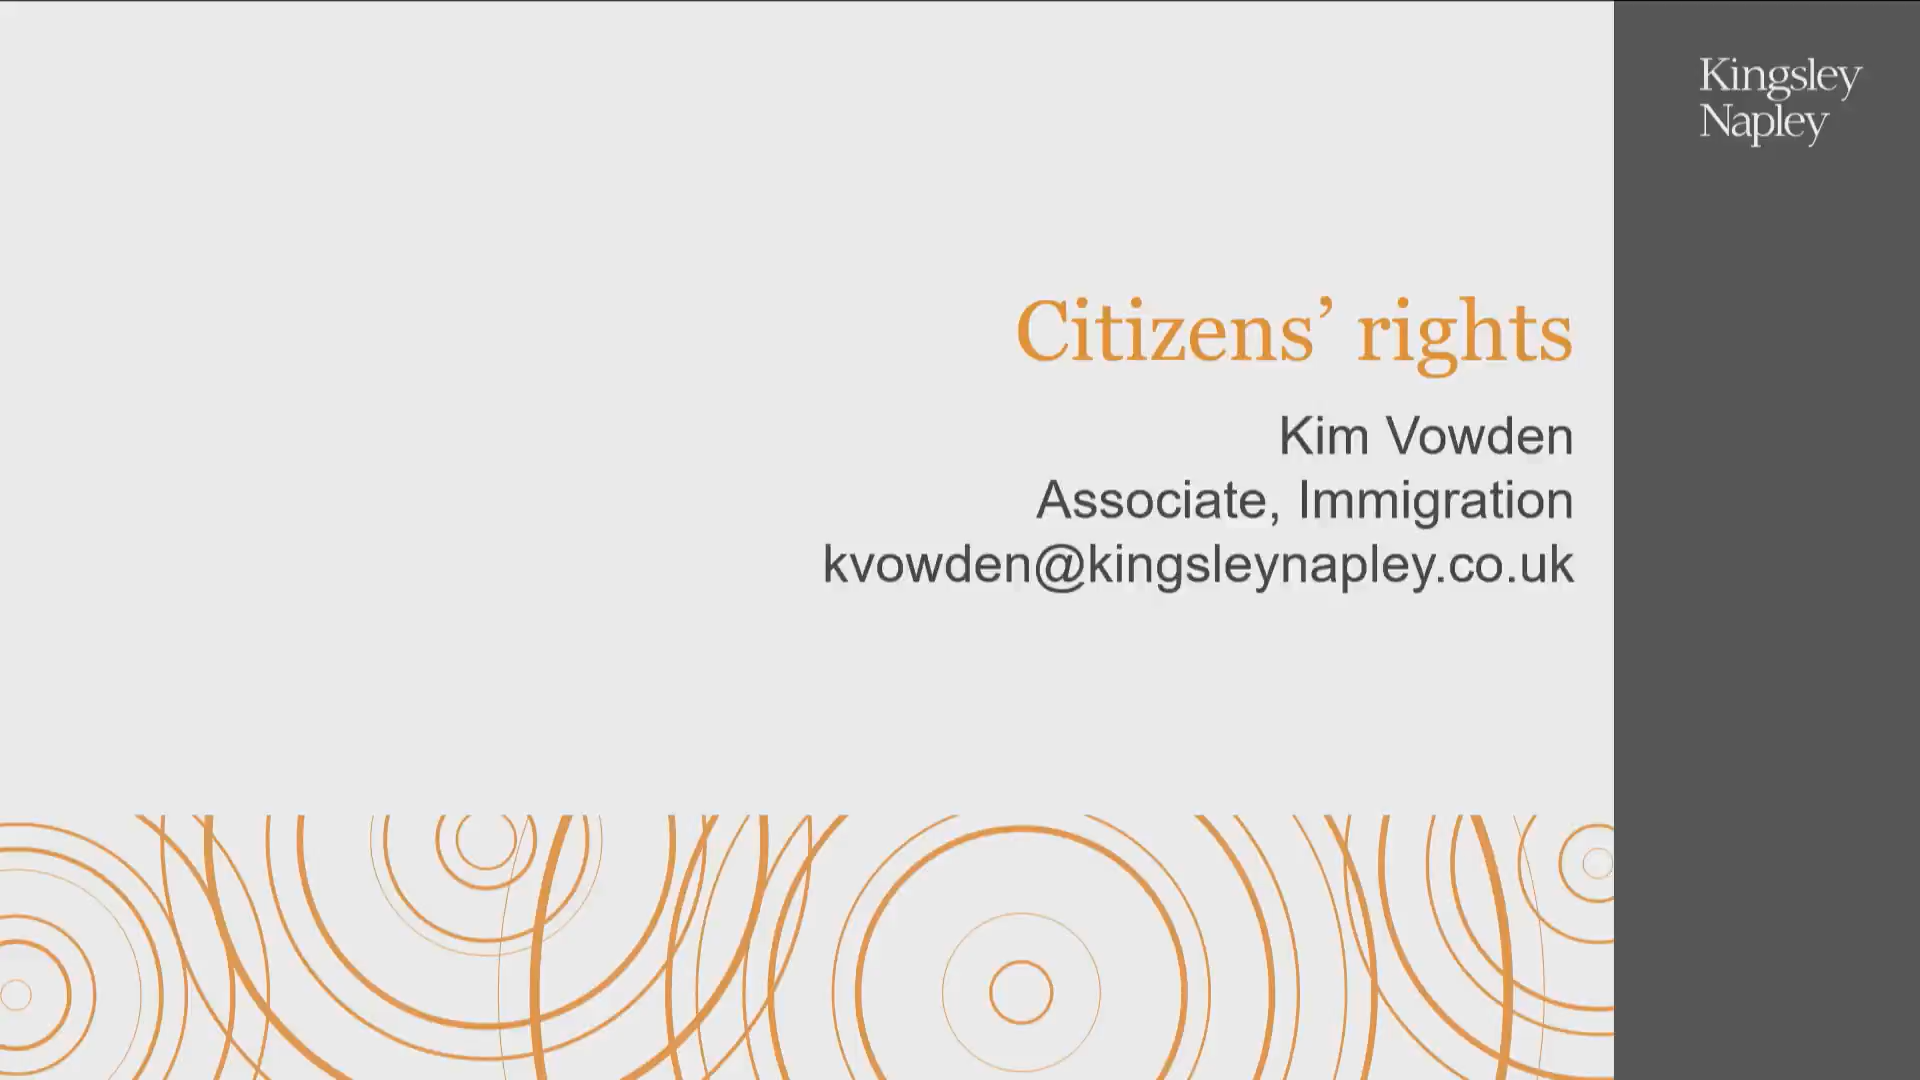 Kingsley
Napley
Citizens’ rights
Kim Vowden
Associate, Immigration
kvowden@kingsleynapley.co.uk